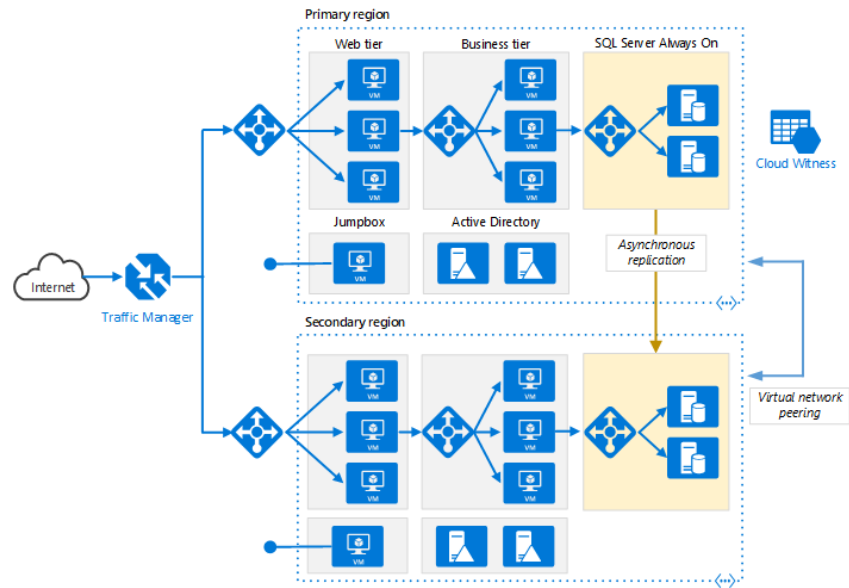 Primary region
Web tier
Business tier
SQL Server Always On
VM
VM
VM
VM
VM
VM
Cloud Witness
Jumpbox
Active Directory
VM
Asynchronous
replication
Internet
Traffic Manager
Secondary region
VM
VM
VM
VM
VM
VM
Virtual network
peering
VM